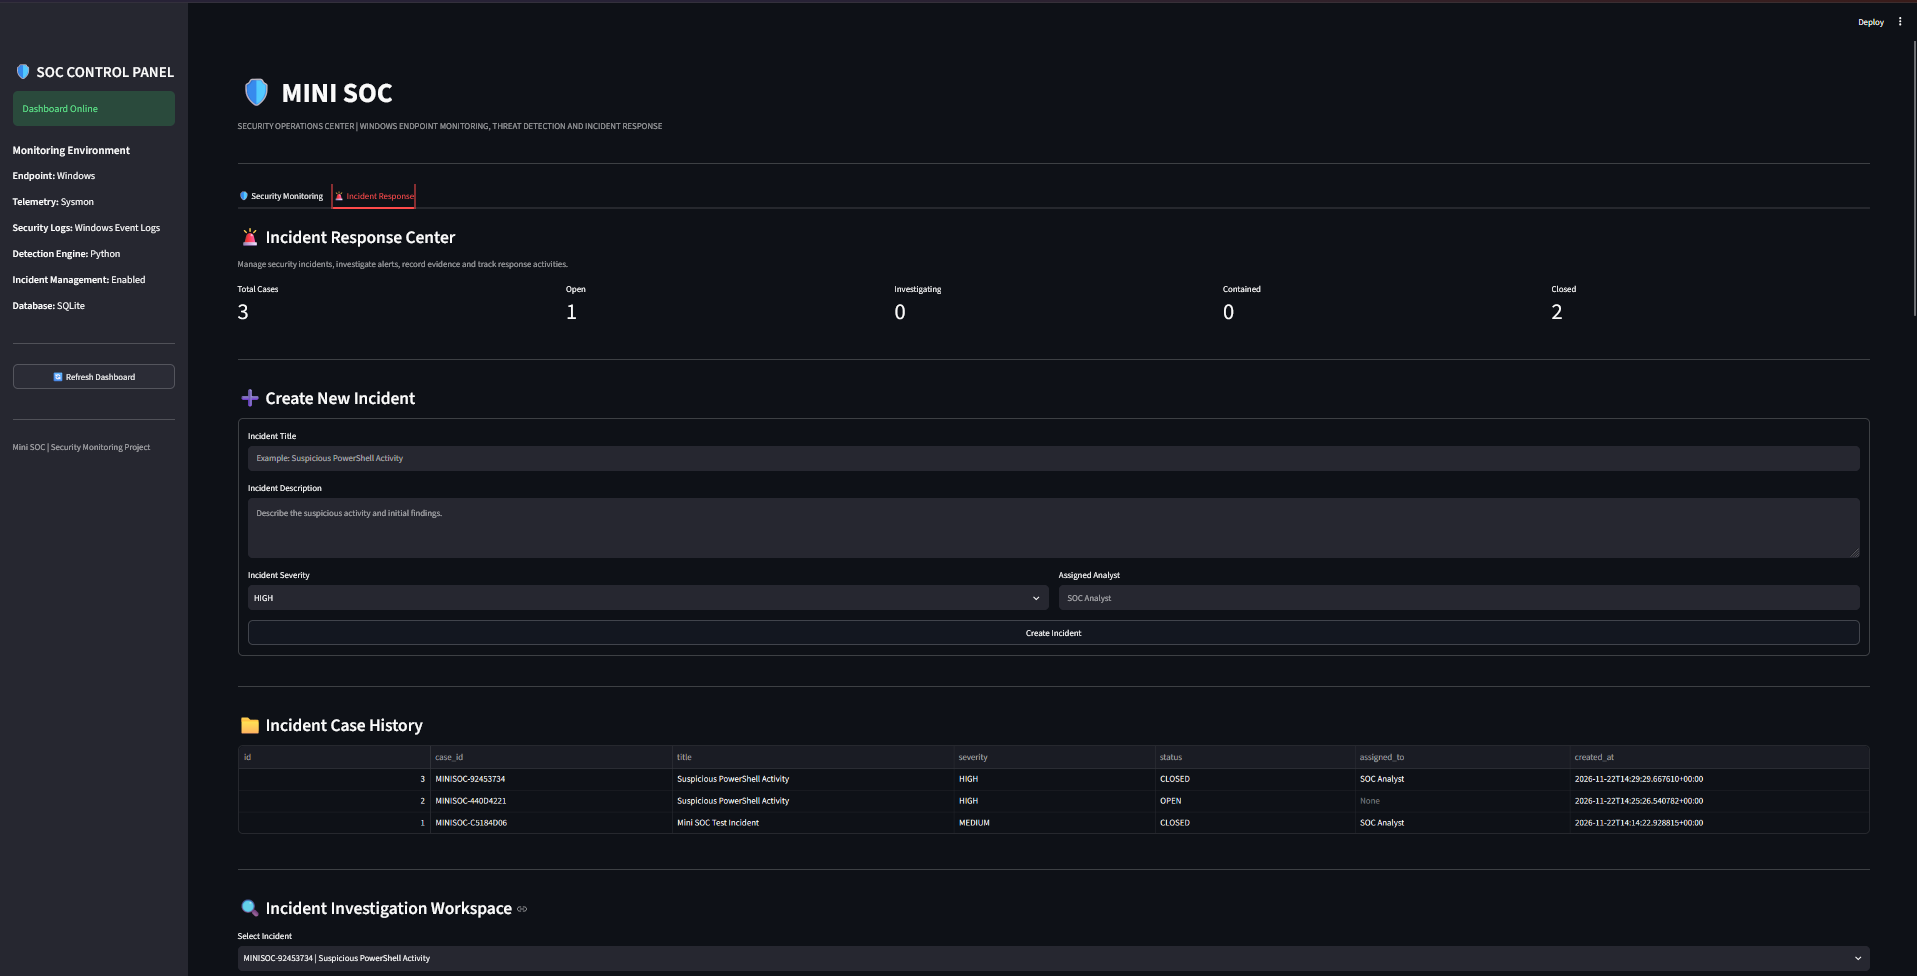 Deploy
SOC CONTROL PANEL
Dashboard Online
Monitoring Environment
Endpoint: Windows
Telemetry: Sysmon
Security Logs: Windows Event Logs
Detection Engine: Python
Incident Management: Enabled
Database: SQLite
Refresh Dashboard
Mini SOC | Security Monitoring Project
MINI SOC
SECURITY OPERATIONS CENTER | WINDOWS ENDPOINT MONITORING, THREAT DETECTION AND INCIDENT RESPONSE
Security Monitoring Incident Response
Incident Response Center
Manage security incidents, investigate alerts, record evidence and track response activities.
Total Cases Open Investigating Contained Closed
3 1 0 0 2
Create New Incident
Incident Title
Example: Suspicious PowerShell Activity
Incident Description
Describe the suspicious activity and initial findings.
Incident Severity Assigned Analyst
HIGH SOC Analyst
Create Incident
Incident Case History
id case_id title severity status assigned_to created_at
3 MINISOC-92453734 Suspicious PowerShell Activity HIGH CLOSED SOC Analyst 2026-11-22T14:29:29.667610+00:00
2 MINISOC-440D4221 Suspicious PowerShell Activity HIGH OPEN None 2026-11-22T14:25:26.540782+00:00
1 MINISOC-C5184D06 Mini SOC Test Incident MEDIUM CLOSED SOC Analyst 2026-11-22T14:14:22.928815+00:00
Incident Investigation Workspace
Select Incident
MINISOC-92453734 | Suspicious PowerShell Activity